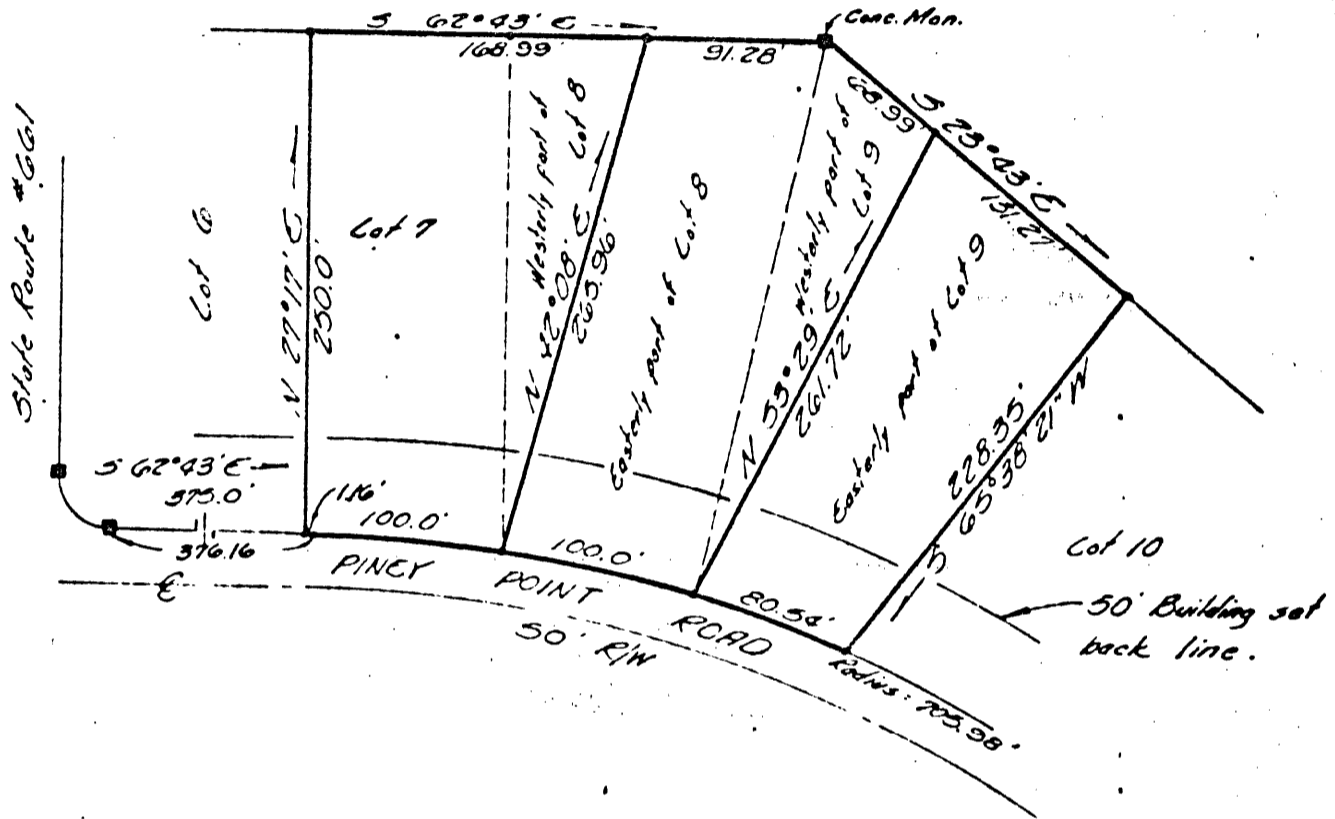 S 62°43' E
168.99'
91.28'
Conc. Mon.
68.99'
S 23°43' E
131.27'
State Route #661
Lot 6
N 27°17' E
250.0'
Lot 7
Westerly part of
Lot 8
N 42°08' E
263.96'
Easterly part of Lot 8
Westerly part of
Lot 9
N 53°29' E
261.72'
Easterly part of Lot 9
228.35'
S 65°38'21" W
Lot 10
50' Building set
back line.
S 62°43' E
375.0'
376.16
1.16'
100.0'
100.0'
80.54'
PINEY POINT ROAD
50' R/W
Radius: 705.98'